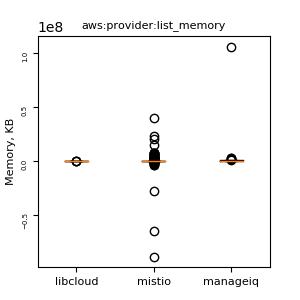 aws:provider:list_memory
1e8
1.0
0.5
0.0
−0.5
Memory, KB
libcloud
mistio
manageiq